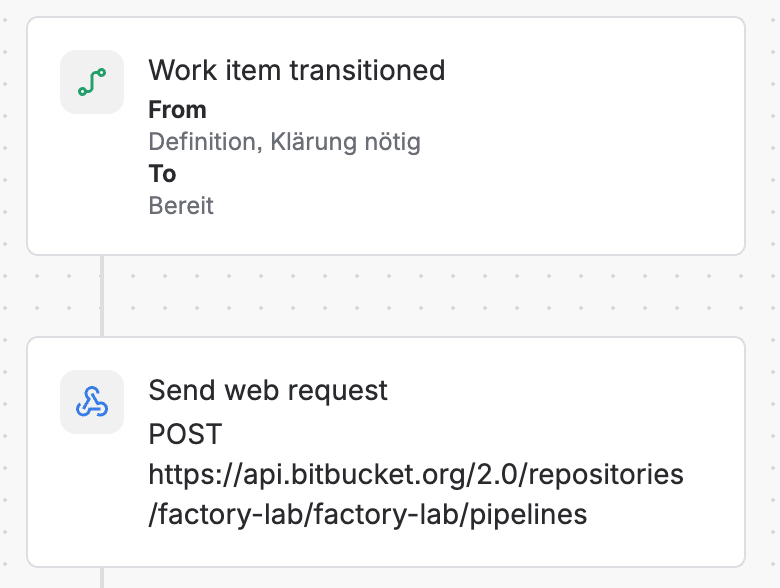 Work item transitioned
From
Definition, Klärung nötig
To
Bereit
Send web request
POST
https://api.bitbucket.org/2.0/repositories
/factory-lab/factory-lab/pipelines